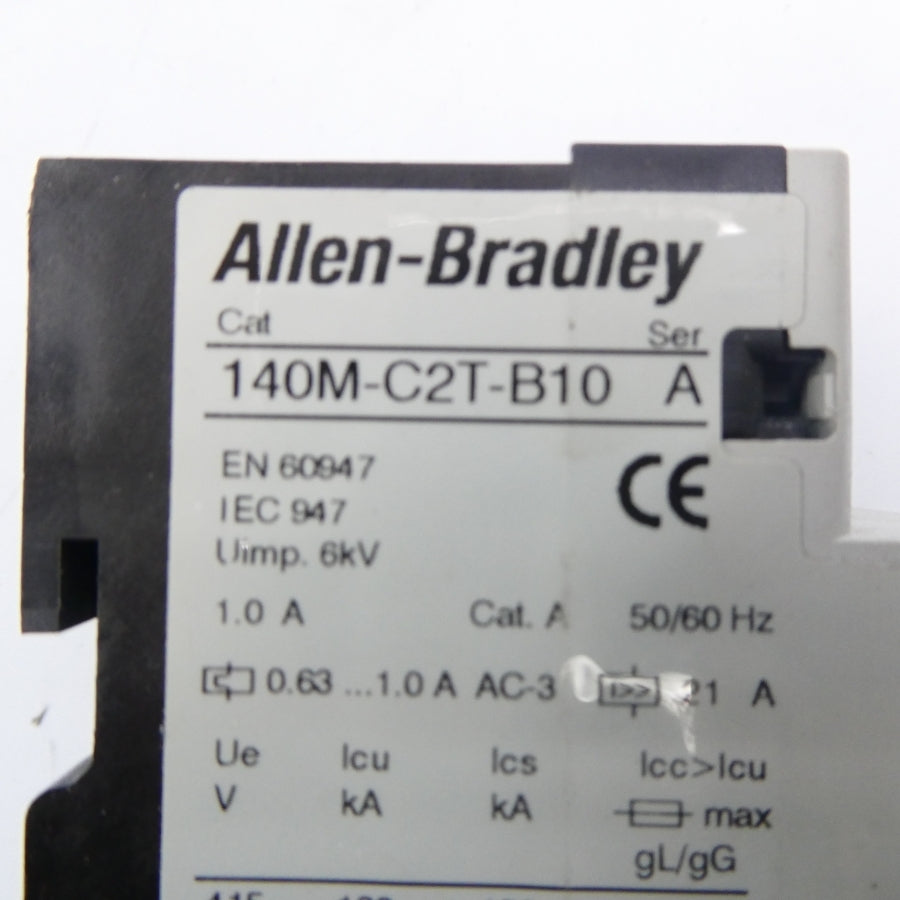 Allen-Bradley
Cat Ser
140M-C2T-B10 A
EN 60947
IEC 947
Uimp. 6kV
1.0 A Cat. A 50/60 Hz
0.63 ...1.0 A AC-3 I>> 21 A
Ue Icu Ics Icc>Icu
V kA kA max
gL/gG